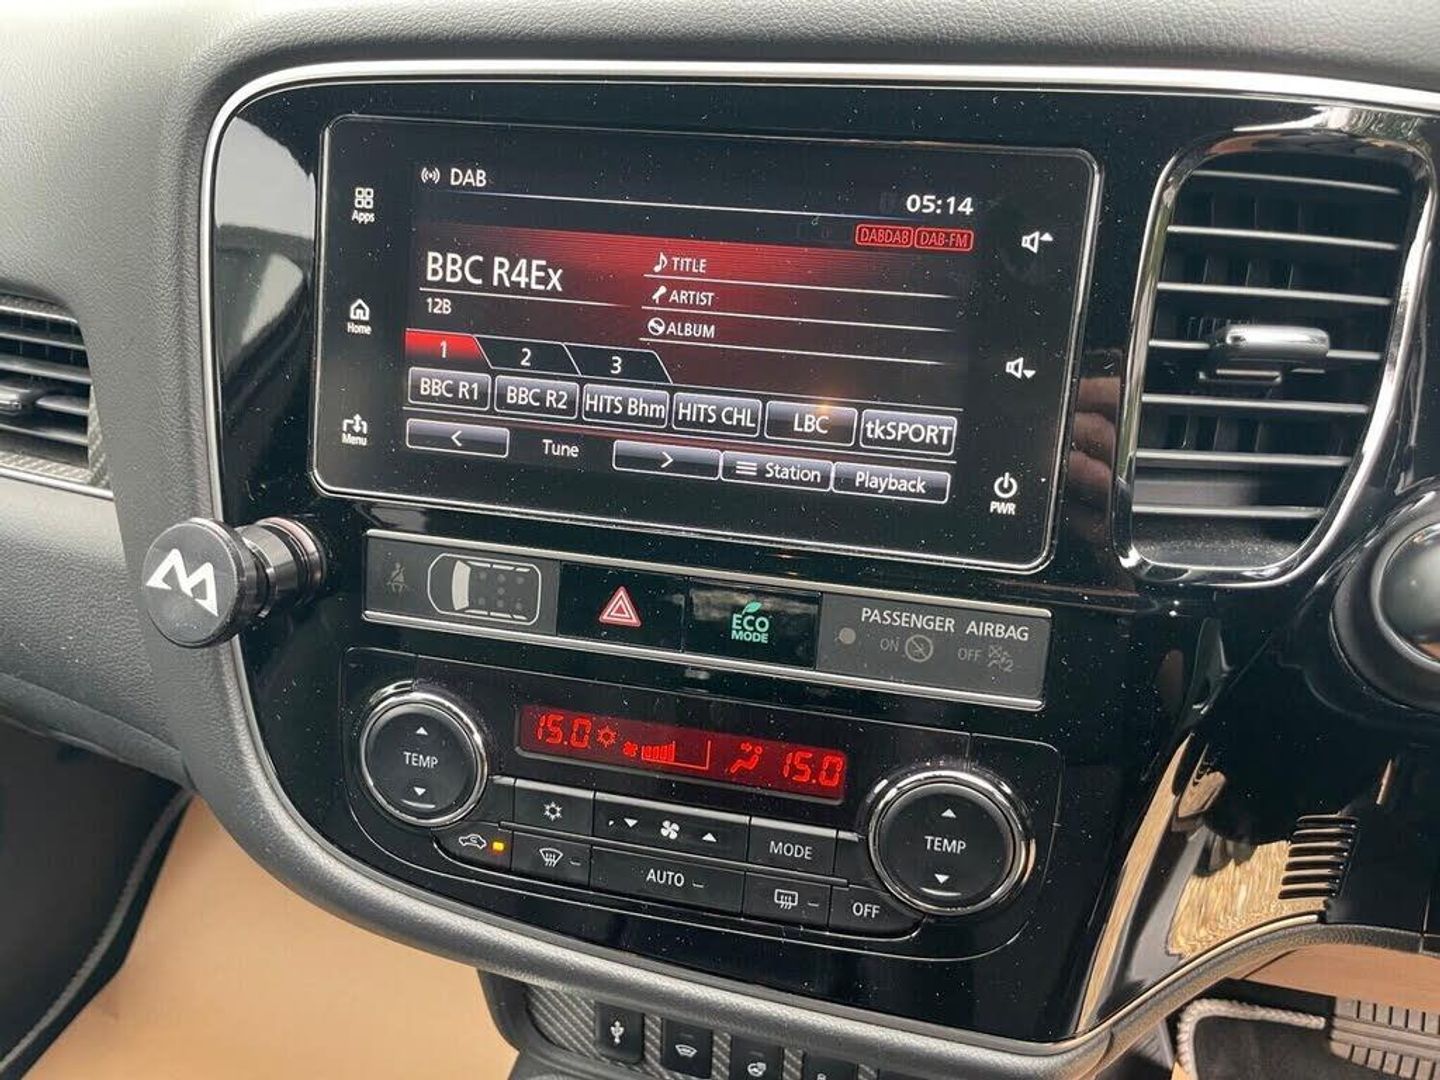 DAB
05:14
DABDAB DAB-FM
Apps
BBC R4Ex
12B
TITLE
ARTIST
ALBUM
Home
1 2 3
BBC R1 BBC R2 HITS Bhm HITS CHL LBC tkSPORT
Menu
< Tune > Station Playback
PWR
ECO
MODE
PASSENGER AIRBAG
ON OFF
15.0 15.0
TEMP
TEMP
MODE
AUTO
OFF